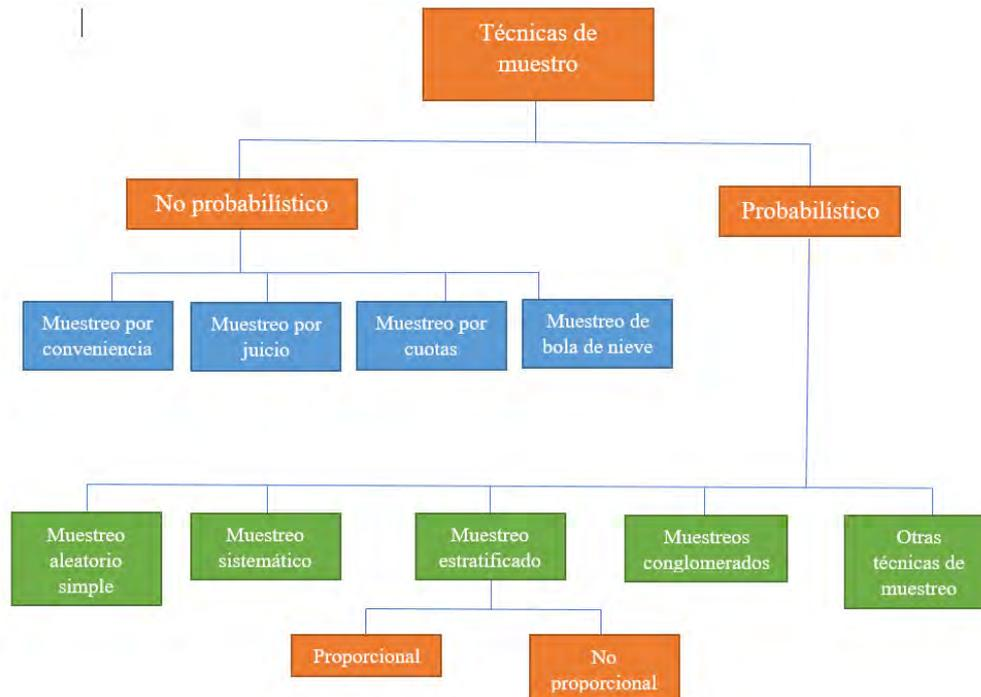 Técnicas de
muestro
No probabilístico
Probabilístico
Muestreo por
conveniencia
Muestreo por
juicio
Muestreo por
cuotas
Muestreo de
bola de nieve
Muestreo
aleatorio
simple
Muestreo
sistemático
Muestreo
estratificado
Muestreos
conglomerados
Otras
técnicas de
muestreo
Proporcional
No
proporcional